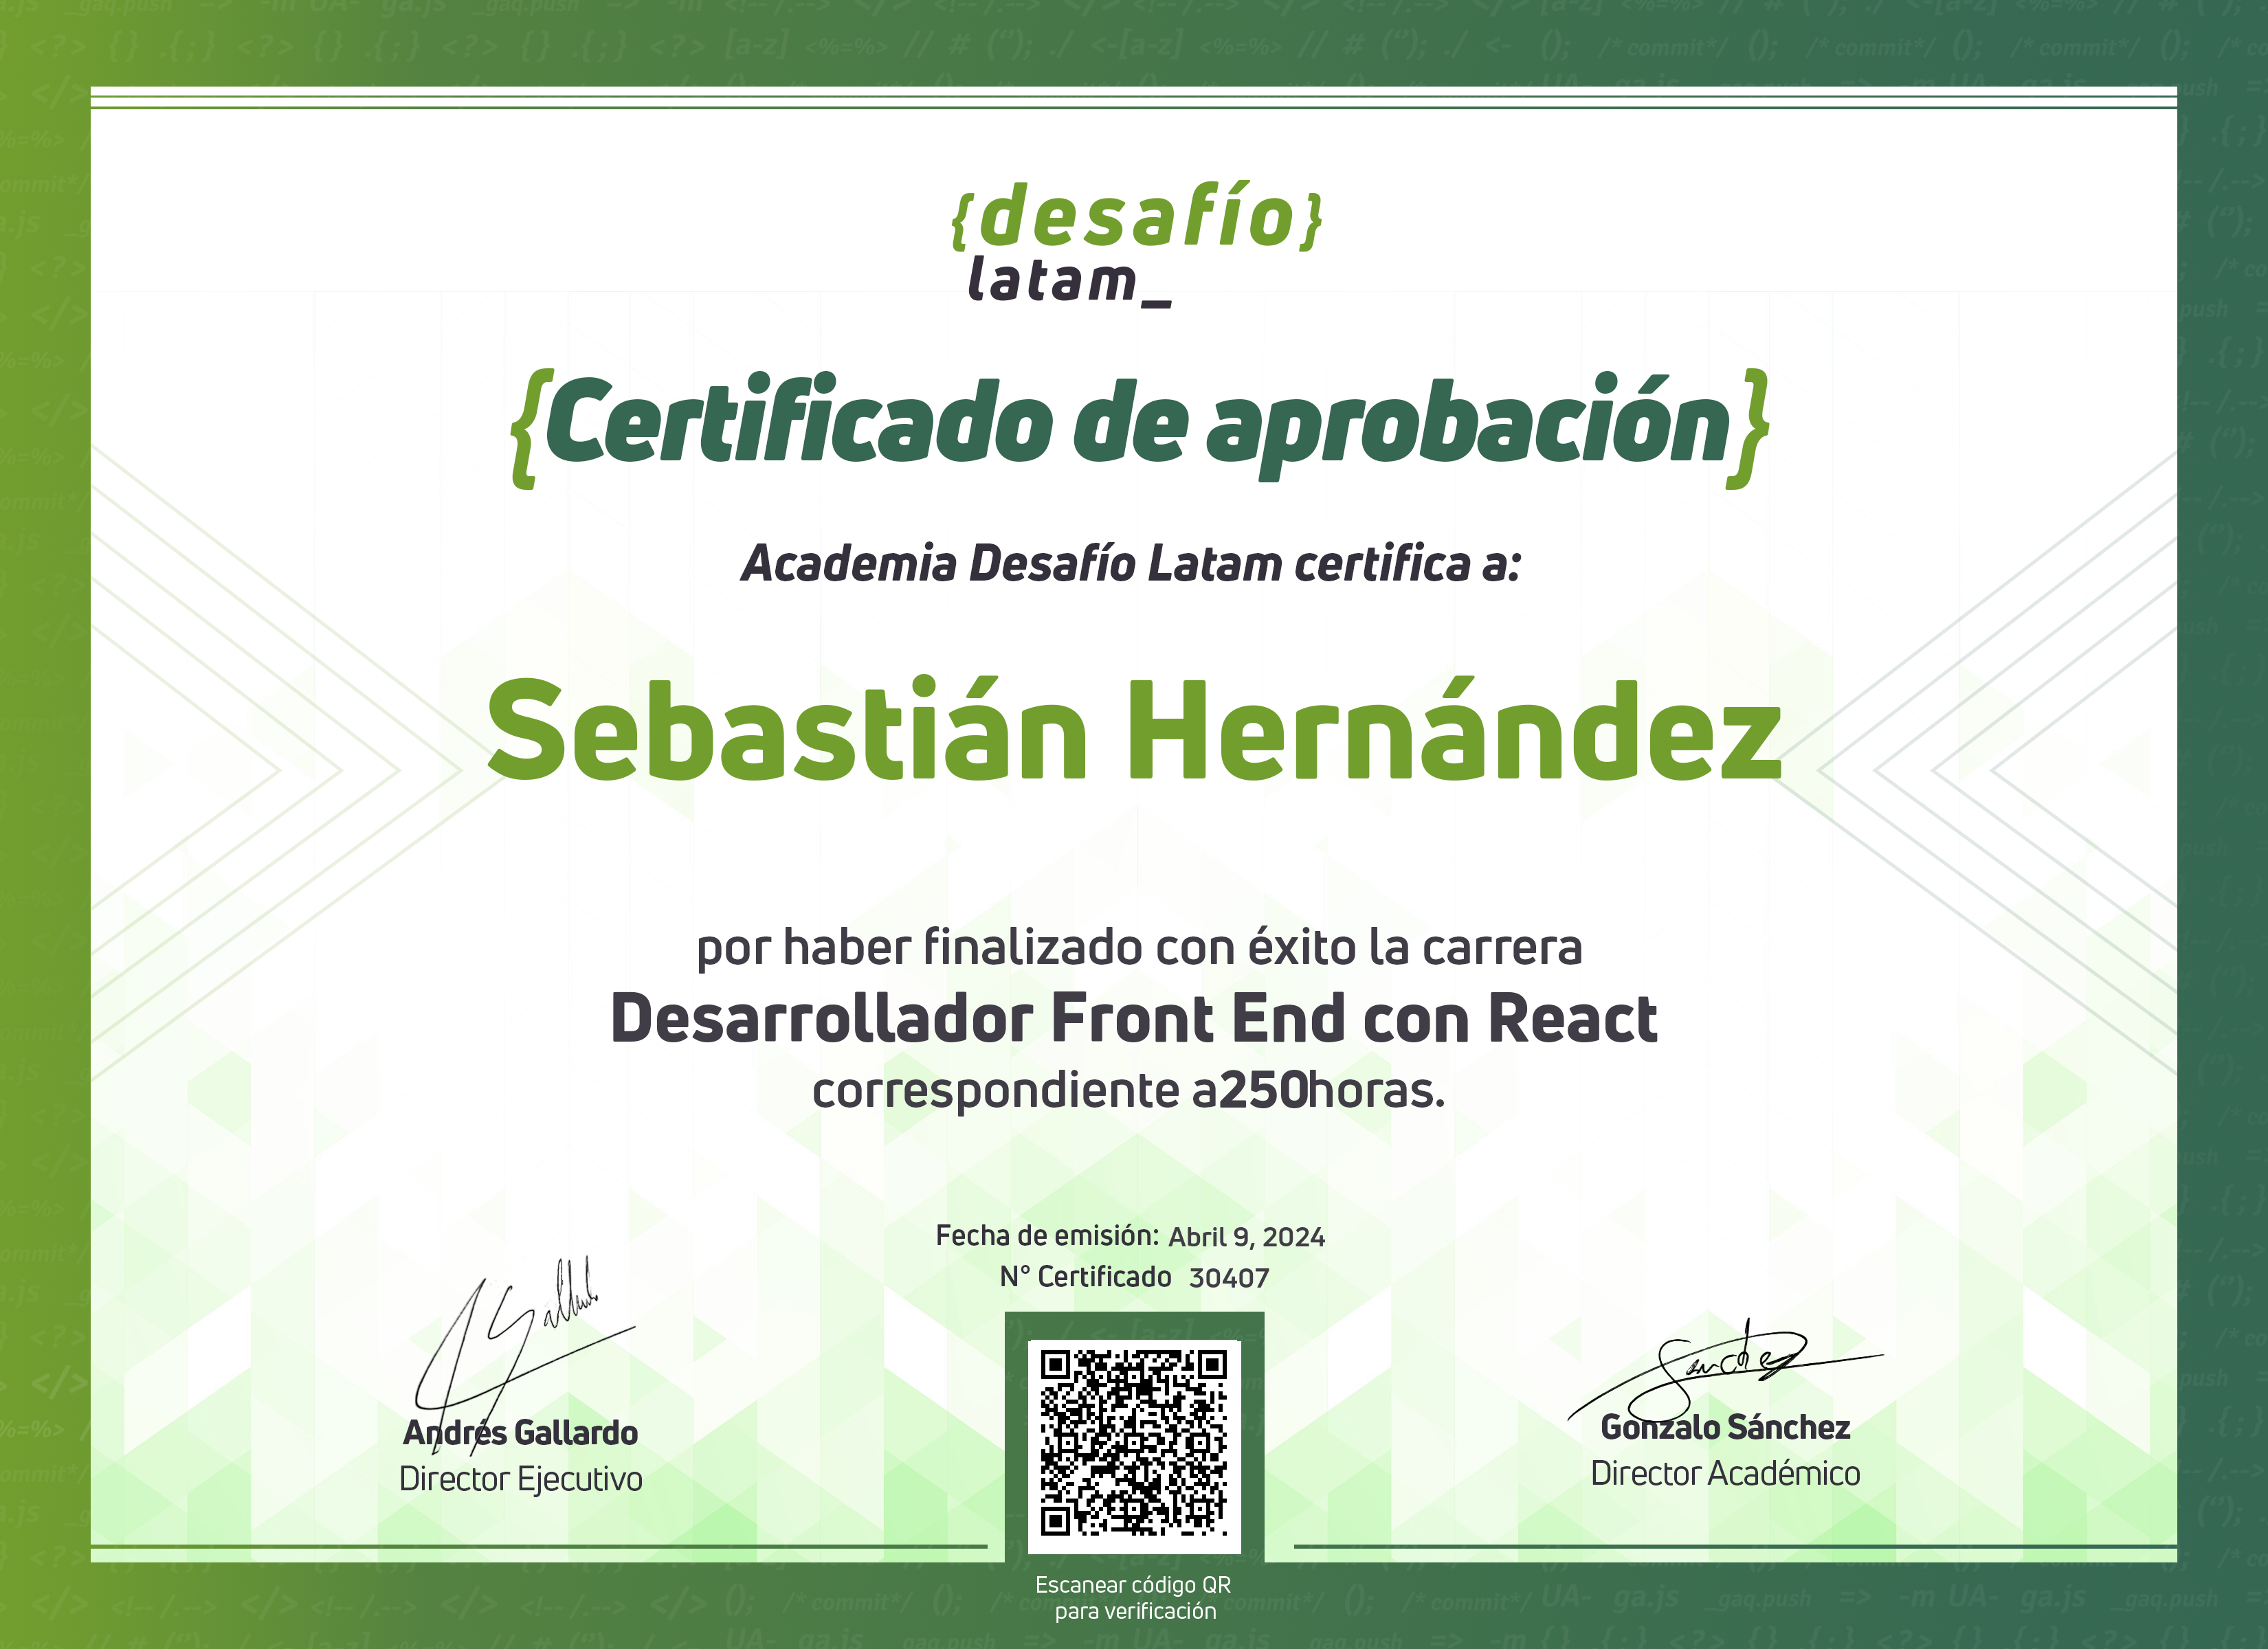 {desafío}
latam_
{Certificado de aprobación}
Academia Desafío Latam certifica a:
Sebastián Hernández
por haber finalizado con éxito la carrera
Desarrollador Front End con React
correspondiente a250horas.
Fecha de emisión: Abril 9, 2024
N° Certificado 30407
Andrés Gallardo
Director Ejecutivo
Gonzalo Sánchez
Director Académico
Escanear código QR
para verificación